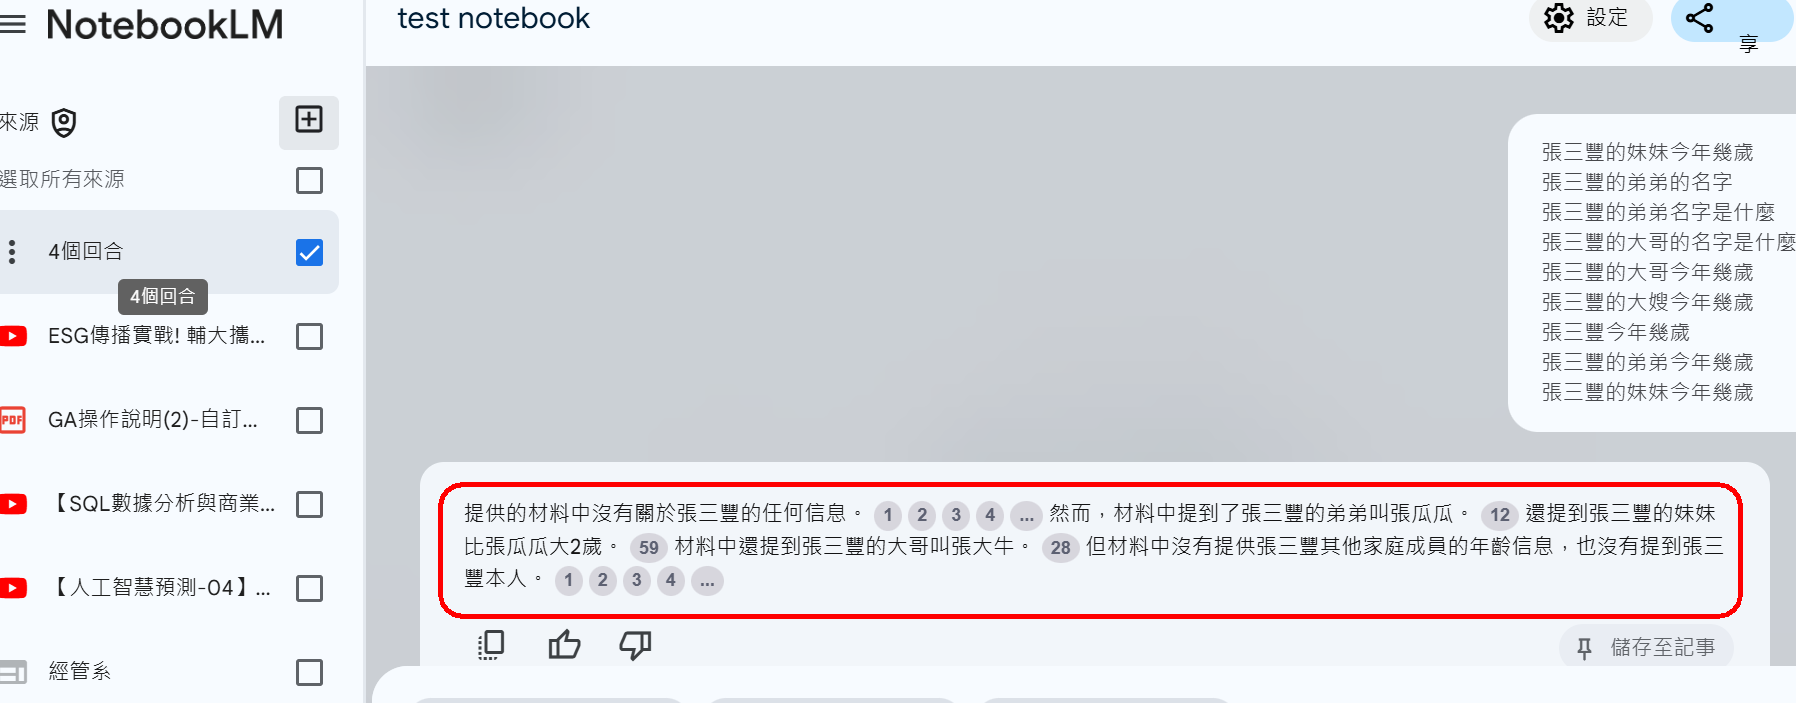 NotebookLM
test notebook
設定
享
來源
選取所有來源
4個回合
4個回合
ESG傳播實戰! 輔大攜...
PDF
GA操作說明(2)-自訂...
【SQL數據分析與商業...
【人工智慧預測-04】...
經管系
張三豐的妹妹今年幾歲
張三豐的弟弟的名字
張三豐的弟弟名字是什麼
張三豐的大哥的名字是什麼
張三豐的大哥今年幾歲
張三豐的大嫂今年幾歲
張三豐今年幾歲
張三豐的弟弟今年幾歲
張三豐的妹妹今年幾歲
提供的材料中沒有關於張三豐的任何信息。 1 2 3 4 ... 然而,材料中提到了張三豐的弟弟叫張瓜瓜。 12 還提到張三豐的妹妹
比張瓜瓜大2歲。 59 材料中還提到張三豐的大哥叫張大牛。 28 但材料中沒有提供張三豐其他家庭成員的年齡信息,也沒有提到張三
豐本人。 1 2 3 4 ...
儲存至記事